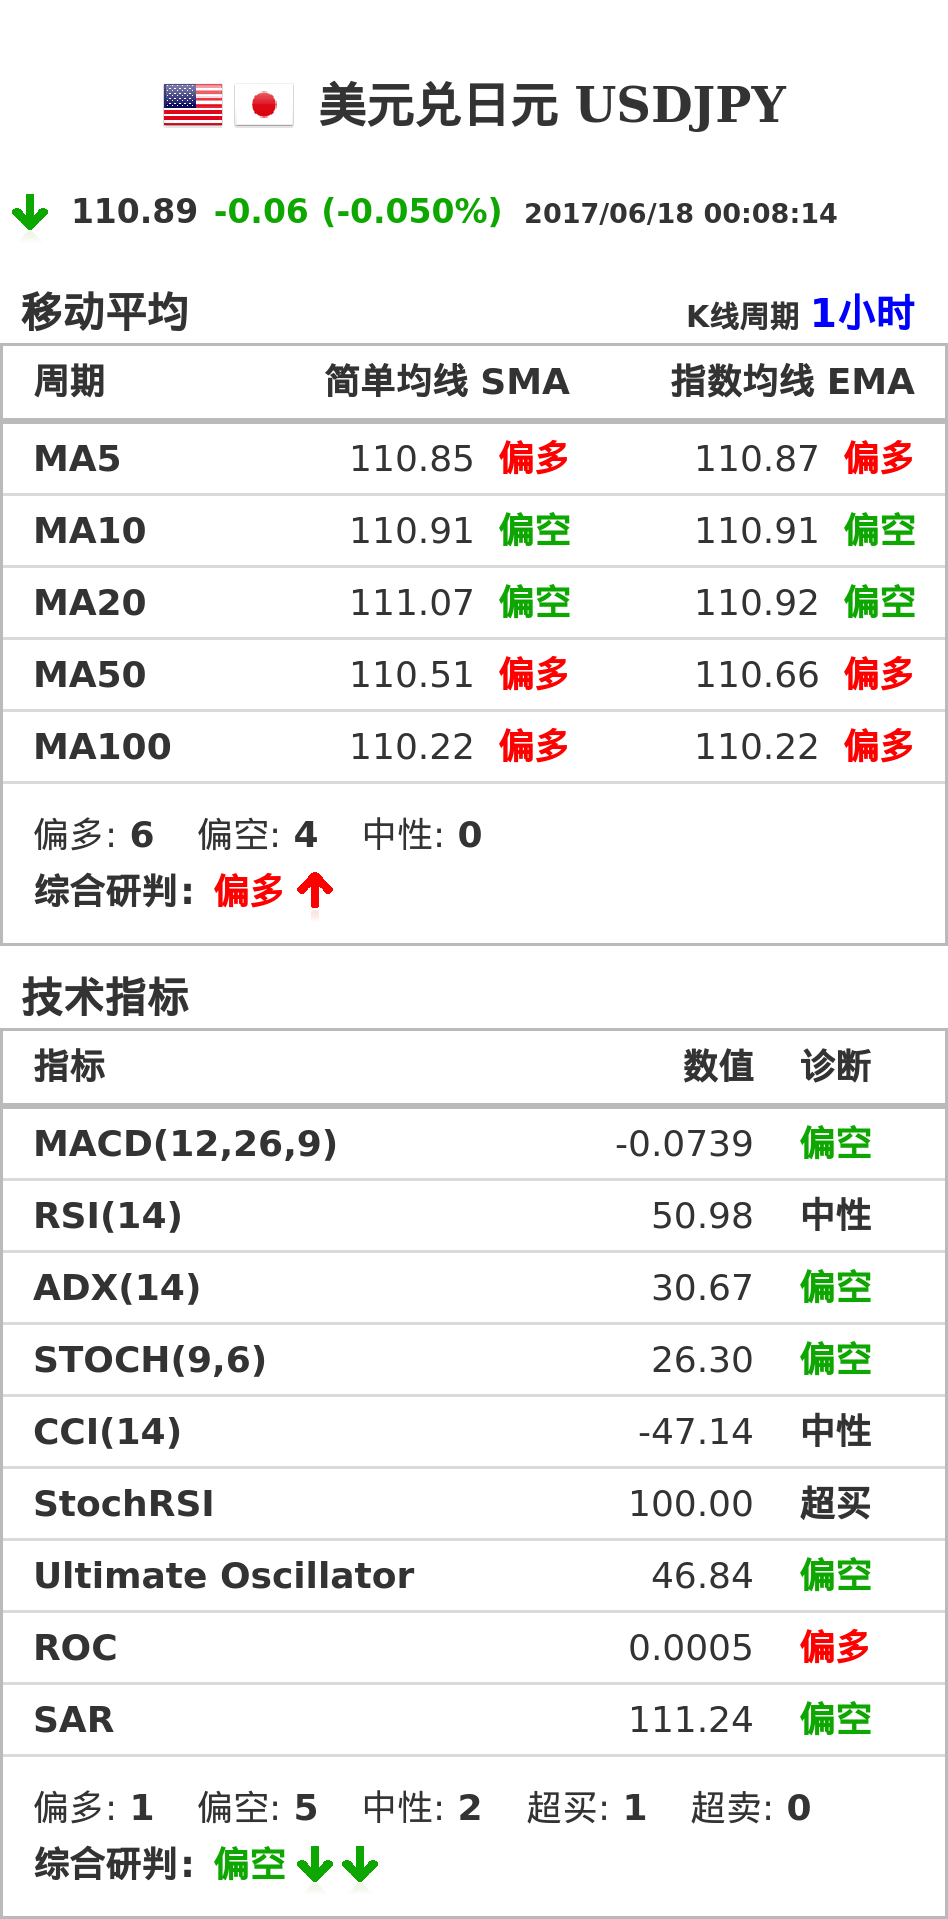 美元兑日元 USDJPY
110.89 -0.06 (-0.050%) 2017/06/18 00:08:14
移动平均 K线周期 1小时
周期 简单均线 SMA 指数均线 EMA
MA5 110.85 偏多 110.87 偏多
MA10 110.91 偏空 110.91 偏空
MA20 111.07 偏空 110.92 偏空
MA50 110.51 偏多 110.66 偏多
MA100 110.22 偏多 110.22 偏多
偏多: 6 偏空: 4 中性: 0
综合研判: 偏多
技术指标
指标 数值 诊断
MACD(12,26,9) -0.0739 偏空
RSI(14) 50.98 中性
ADX(14) 30.67 偏空
STOCH(9,6) 26.30 偏空
CCI(14) -47.14 中性
StochRSI 100.00 超买
Ultimate Oscillator 46.84 偏空
ROC 0.0005 偏多
SAR 111.24 偏空
偏多: 1 偏空: 5 中性: 2 超买: 1 超卖: 0
综合研判: 偏空